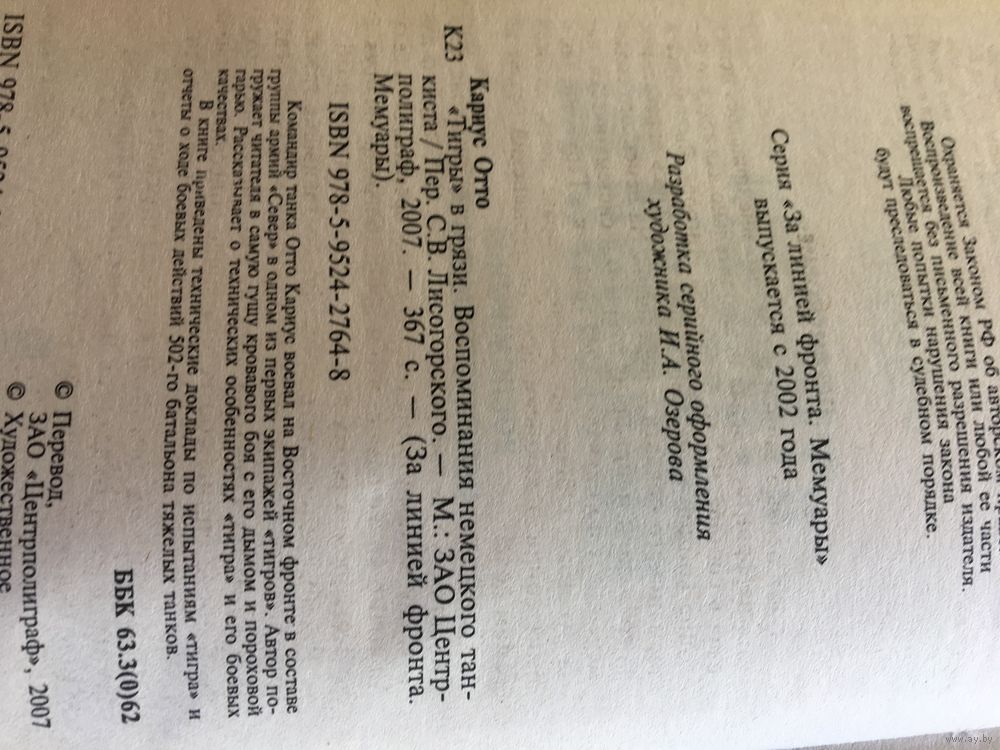 Охраняется Законом РФ об авторском
Воспроизведение всей книги или любой ее части
воспрещается без письменного разрешения издателя.
Любые попытки нарушения закона
будут преследоваться в судебном порядке.
Серия «За линией фронта. Мемуары»
выпускается с 2002 года
Разработка серийного оформления
художника И.А. Озерова
Кариус Отто
К23 «Тигры» в грязи. Воспоминания немецкого тан-
киста / Пер. С.В. Лисогорского. — М.: ЗАО Центр-
полиграф, 2007. — 367 с. — (За линией фронта.
Мемуары).
ISBN 978-5-9524-2764-8
Командир танка Отто Кариус воевал на Восточном фронте в составе
группы армий «Север» в одном из первых экипажей «тигров». Автор по-
гружает читателя в самую гущу кровавого боя с его дымом и пороховой
гарью. Рассказывает о технических особенностях «тигра» и его боевых
качествах.
В книге приведены технические доклады по испытаниям «тигра» и
отчеты о ходе боевых действий 502-го батальона тяжелых танков.
ББК 63.3(0)62
© Перевод,
ЗАО «Центрполиграф», 2007
© Художественное
ISBN 978-5
www.ay.by